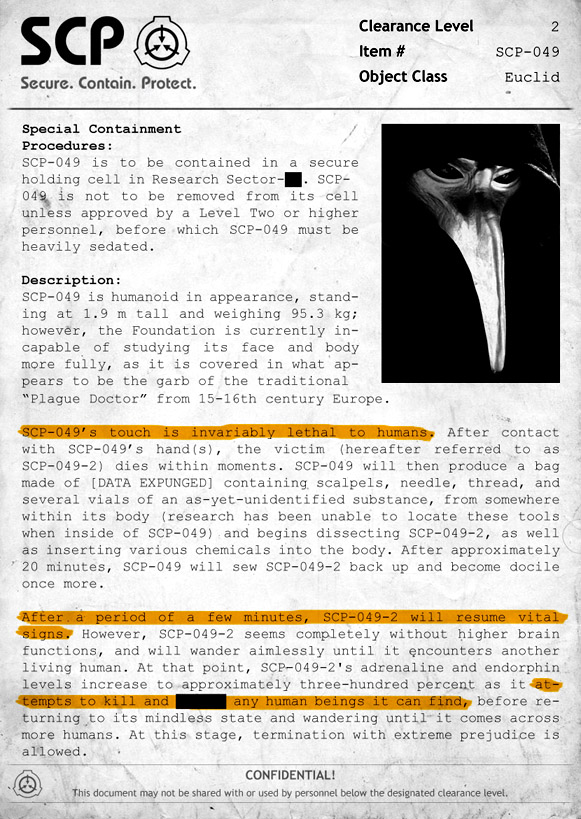 SCP
Secure. Contain. Protect.
Clearance Level 2
Item # SCP-049
Object Class Euclid
Special Containment
Procedures:
SCP-049 is to be contained in a secure
holding cell in Research Sector-██. SCP-
049 is not to be removed from its cell
unless approved by a Level Two or higher
personnel, before which SCP-049 must be
heavily sedated.
Description:
SCP-049 is humanoid in appearance, stand-
ing at 1.9 m tall and weighing 95.3 kg;
however, the Foundation is currently in-
capable of studying its face and body
more fully, as it is covered in what ap-
pears to be the garb of the traditional
“Plague Doctor” from 15-16th century Europe.
SCP-049’s touch is invariably lethal to humans. After contact
with SCP-049’s hand(s), the victim (hereafter referred to as
SCP-049-2) dies within moments. SCP-049 will then produce a bag
made of [DATA EXPUNGED] containing scalpels, needle, thread, and
several vials of an as-yet-unidentified substance, from somewhere
within its body (research has been unable to locate these tools
when inside of SCP-049) and begins dissecting SCP-049-2, as well
as inserting various chemicals into the body. After approximately
20 minutes, SCP-049 will sew SCP-049-2 back up and become docile
once more.
After a period of a few minutes, SCP-049-2 will resume vital
signs. However, SCP-049-2 seems completely without higher brain
functions, and will wander aimlessly until it encounters another
living human. At that point, SCP-049-2's adrenaline and endorphin
levels increase to approximately three-hundred percent as it at-
tempts to kill and ██████ any human beings it can find, before re-
turning to its mindless state and wandering until it comes across
more humans. At this stage, termination with extreme prejudice is
allowed.
CONFIDENTIAL!
This document may not be shared with or used by personnel below the designated clearance level.